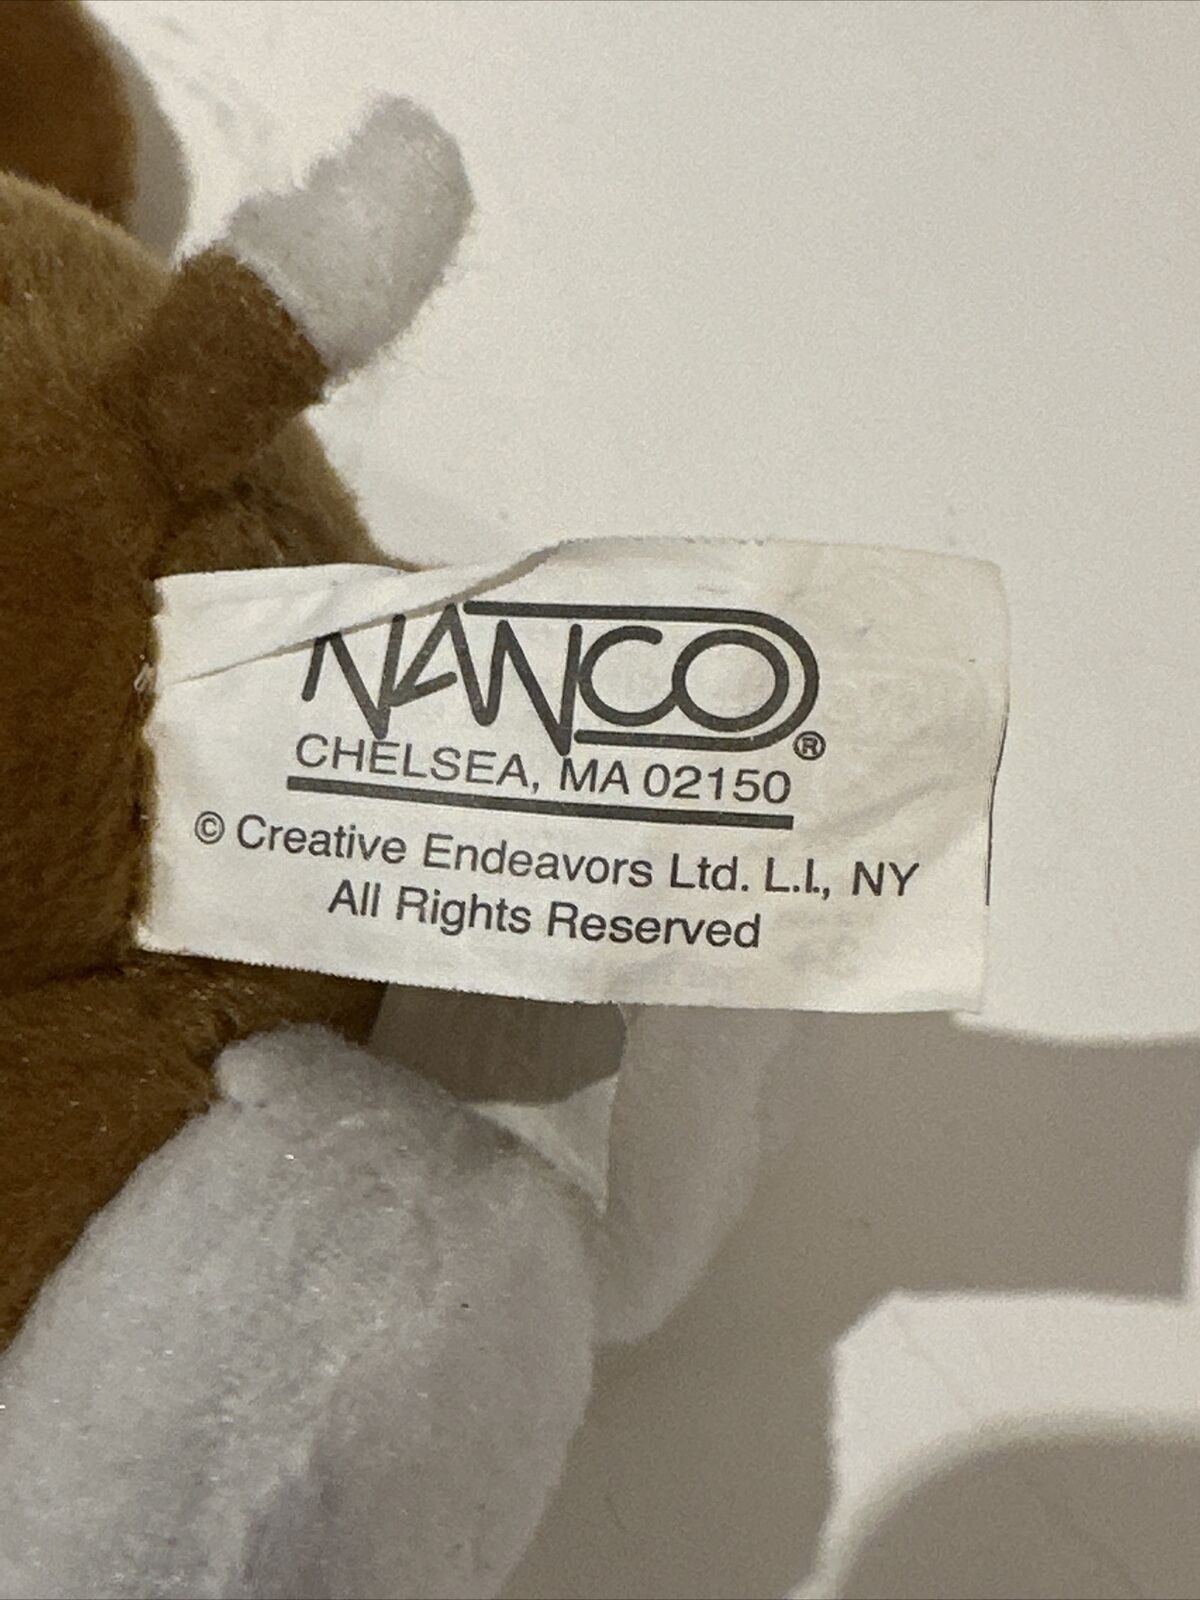 NANCO®
CHELSEA, MA 02150
© Creative Endeavors Ltd. L.I., NY
All Rights Reserved